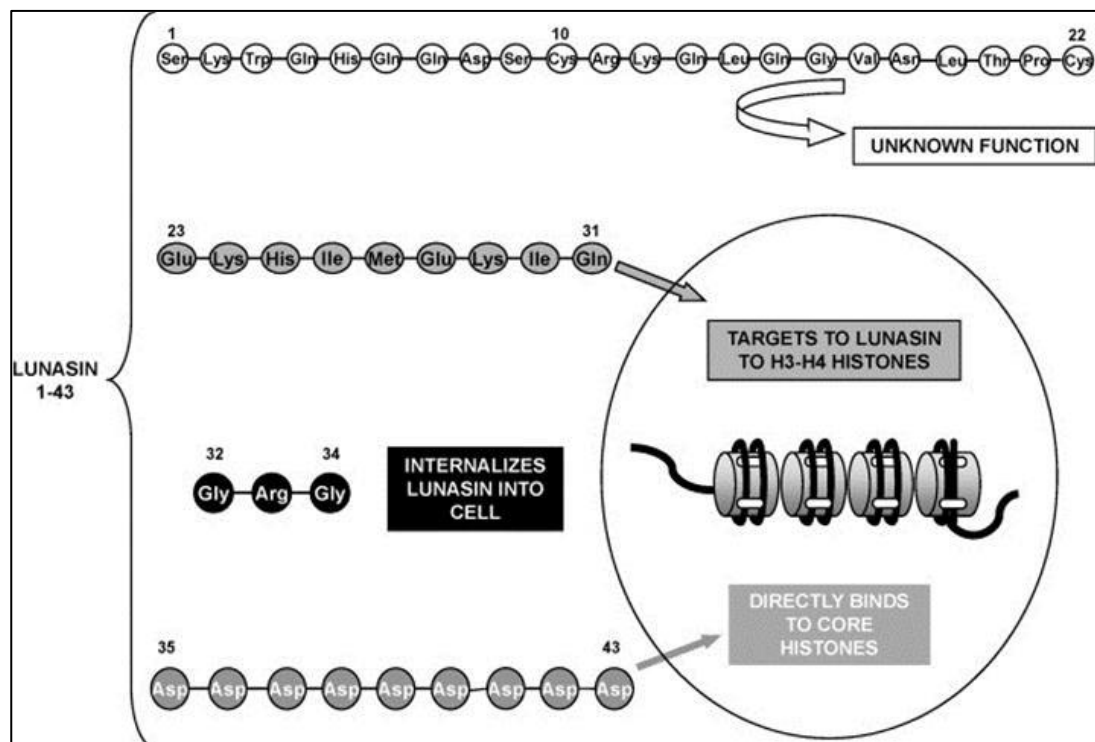 1 10 22
Ser Lys Trp Gln His Gln Gln Asp Ser Cys Arg Lys Gln Leu Gln Gly Val Asn Leu Thr Pro Cys
UNKNOWN FUNCTION
23 31
Glu Lys His Ile Met Glu Lys Ile Gln
TARGETS TO LUNASIN
TO H3-H4 HISTONES
LUNASIN
1-43
32 34
Gly Arg Gly
INTERNALIZES
LUNASIN INTO
CELL
DIRECTLY BINDS
TO CORE
HISTONES
35 43
Asp Asp Asp Asp Asp Asp Asp Asp Asp